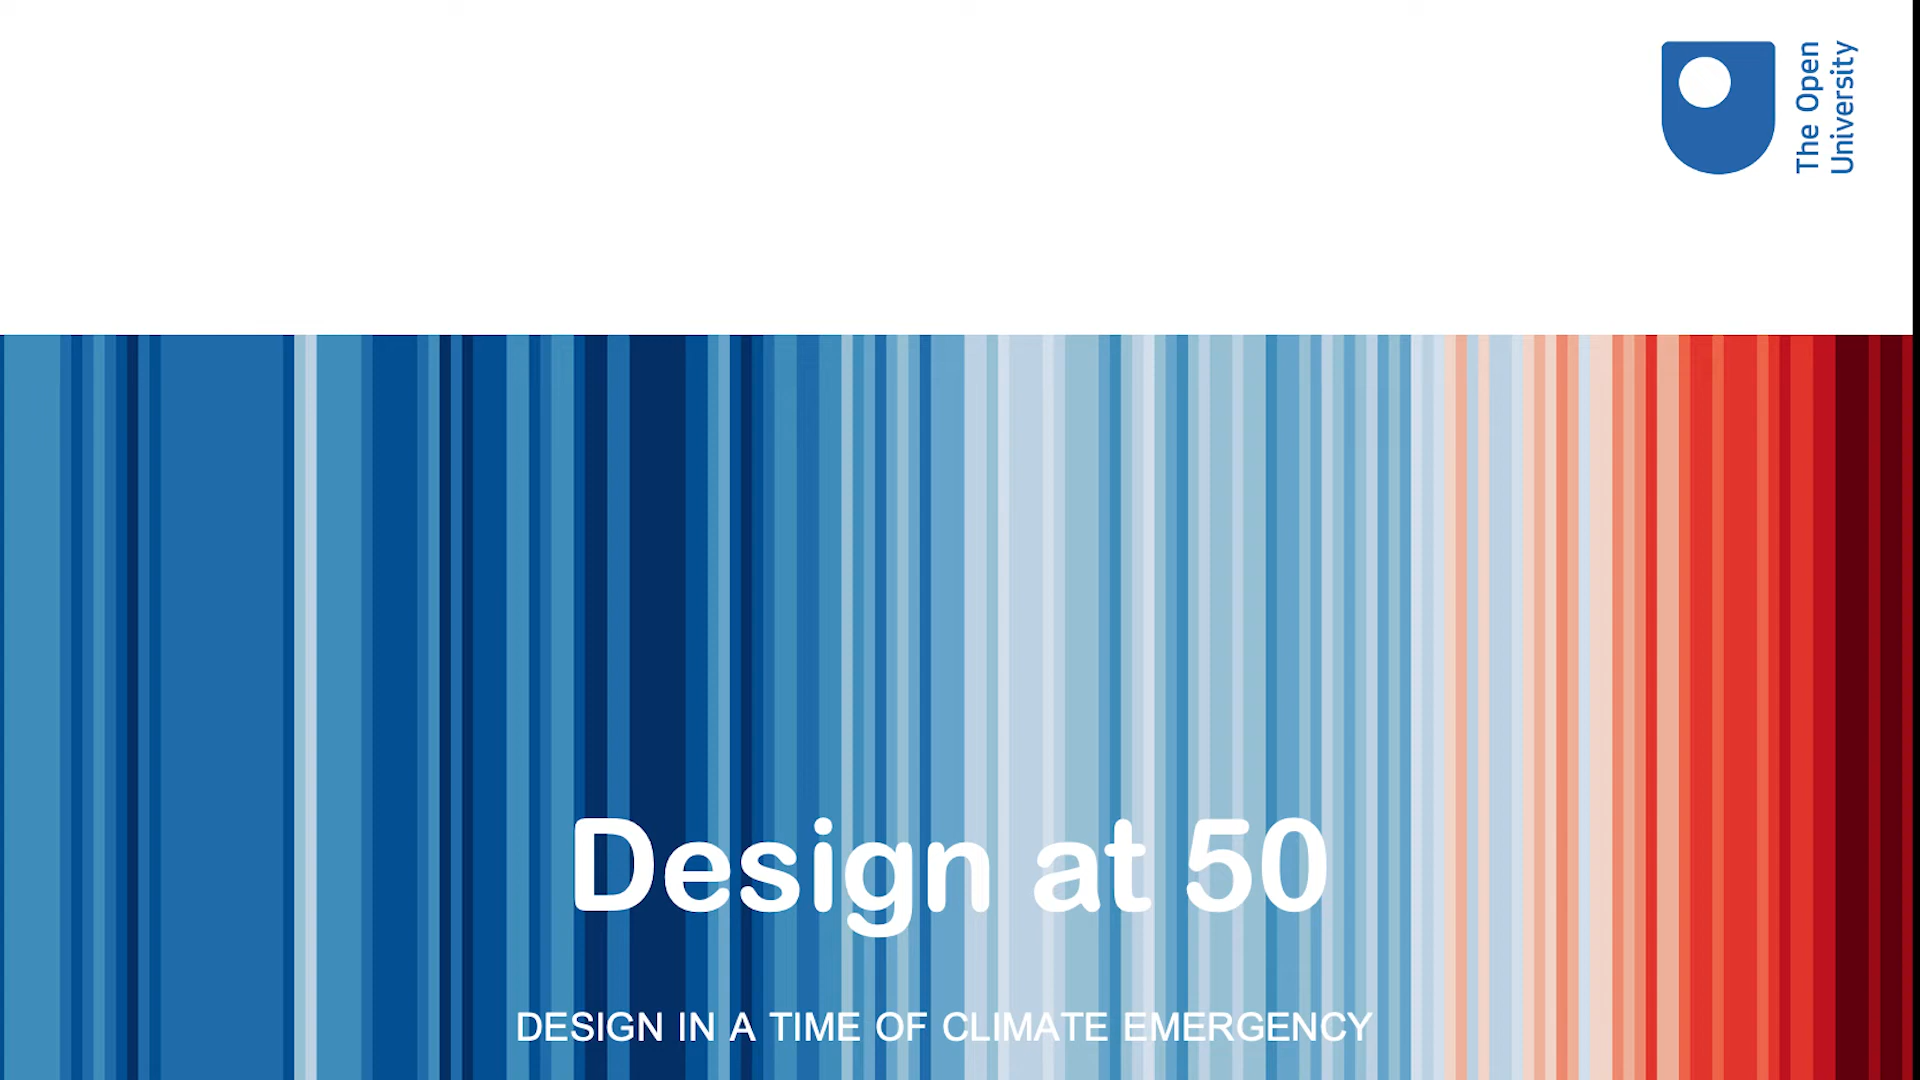 The Open
University
Design at 50
DESIGN IN A TIME OF CLIMATE EMERGENCY